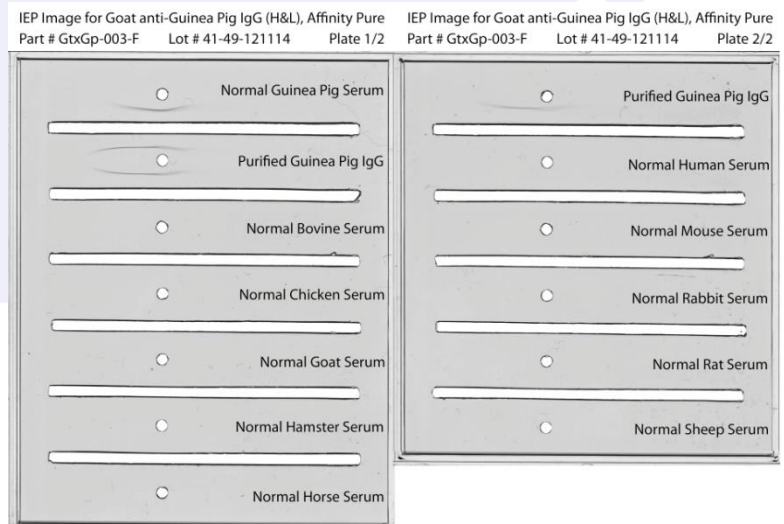 IEP Image for Goat anti-Guinea Pig IgG (H&L), Affinity Pure
Part # GtxGp-003-F Lot # 41-49-121114 Plate 1/2
Normal Guinea Pig Serum
Purified Guinea Pig IgG
Normal Bovine Serum
Normal Chicken Serum
Normal Goat Serum
Normal Hamster Serum
Normal Horse Serum
IEP Image for Goat anti-Guinea Pig IgG (H&L), Affinity Pure
Part # GtxGp-003-F Lot # 41-49-121114 Plate 2/2
Purified Guinea Pig IgG
Normal Human Serum
Normal Mouse Serum
Normal Rabbit Serum
Normal Rat Serum
Normal Sheep Serum